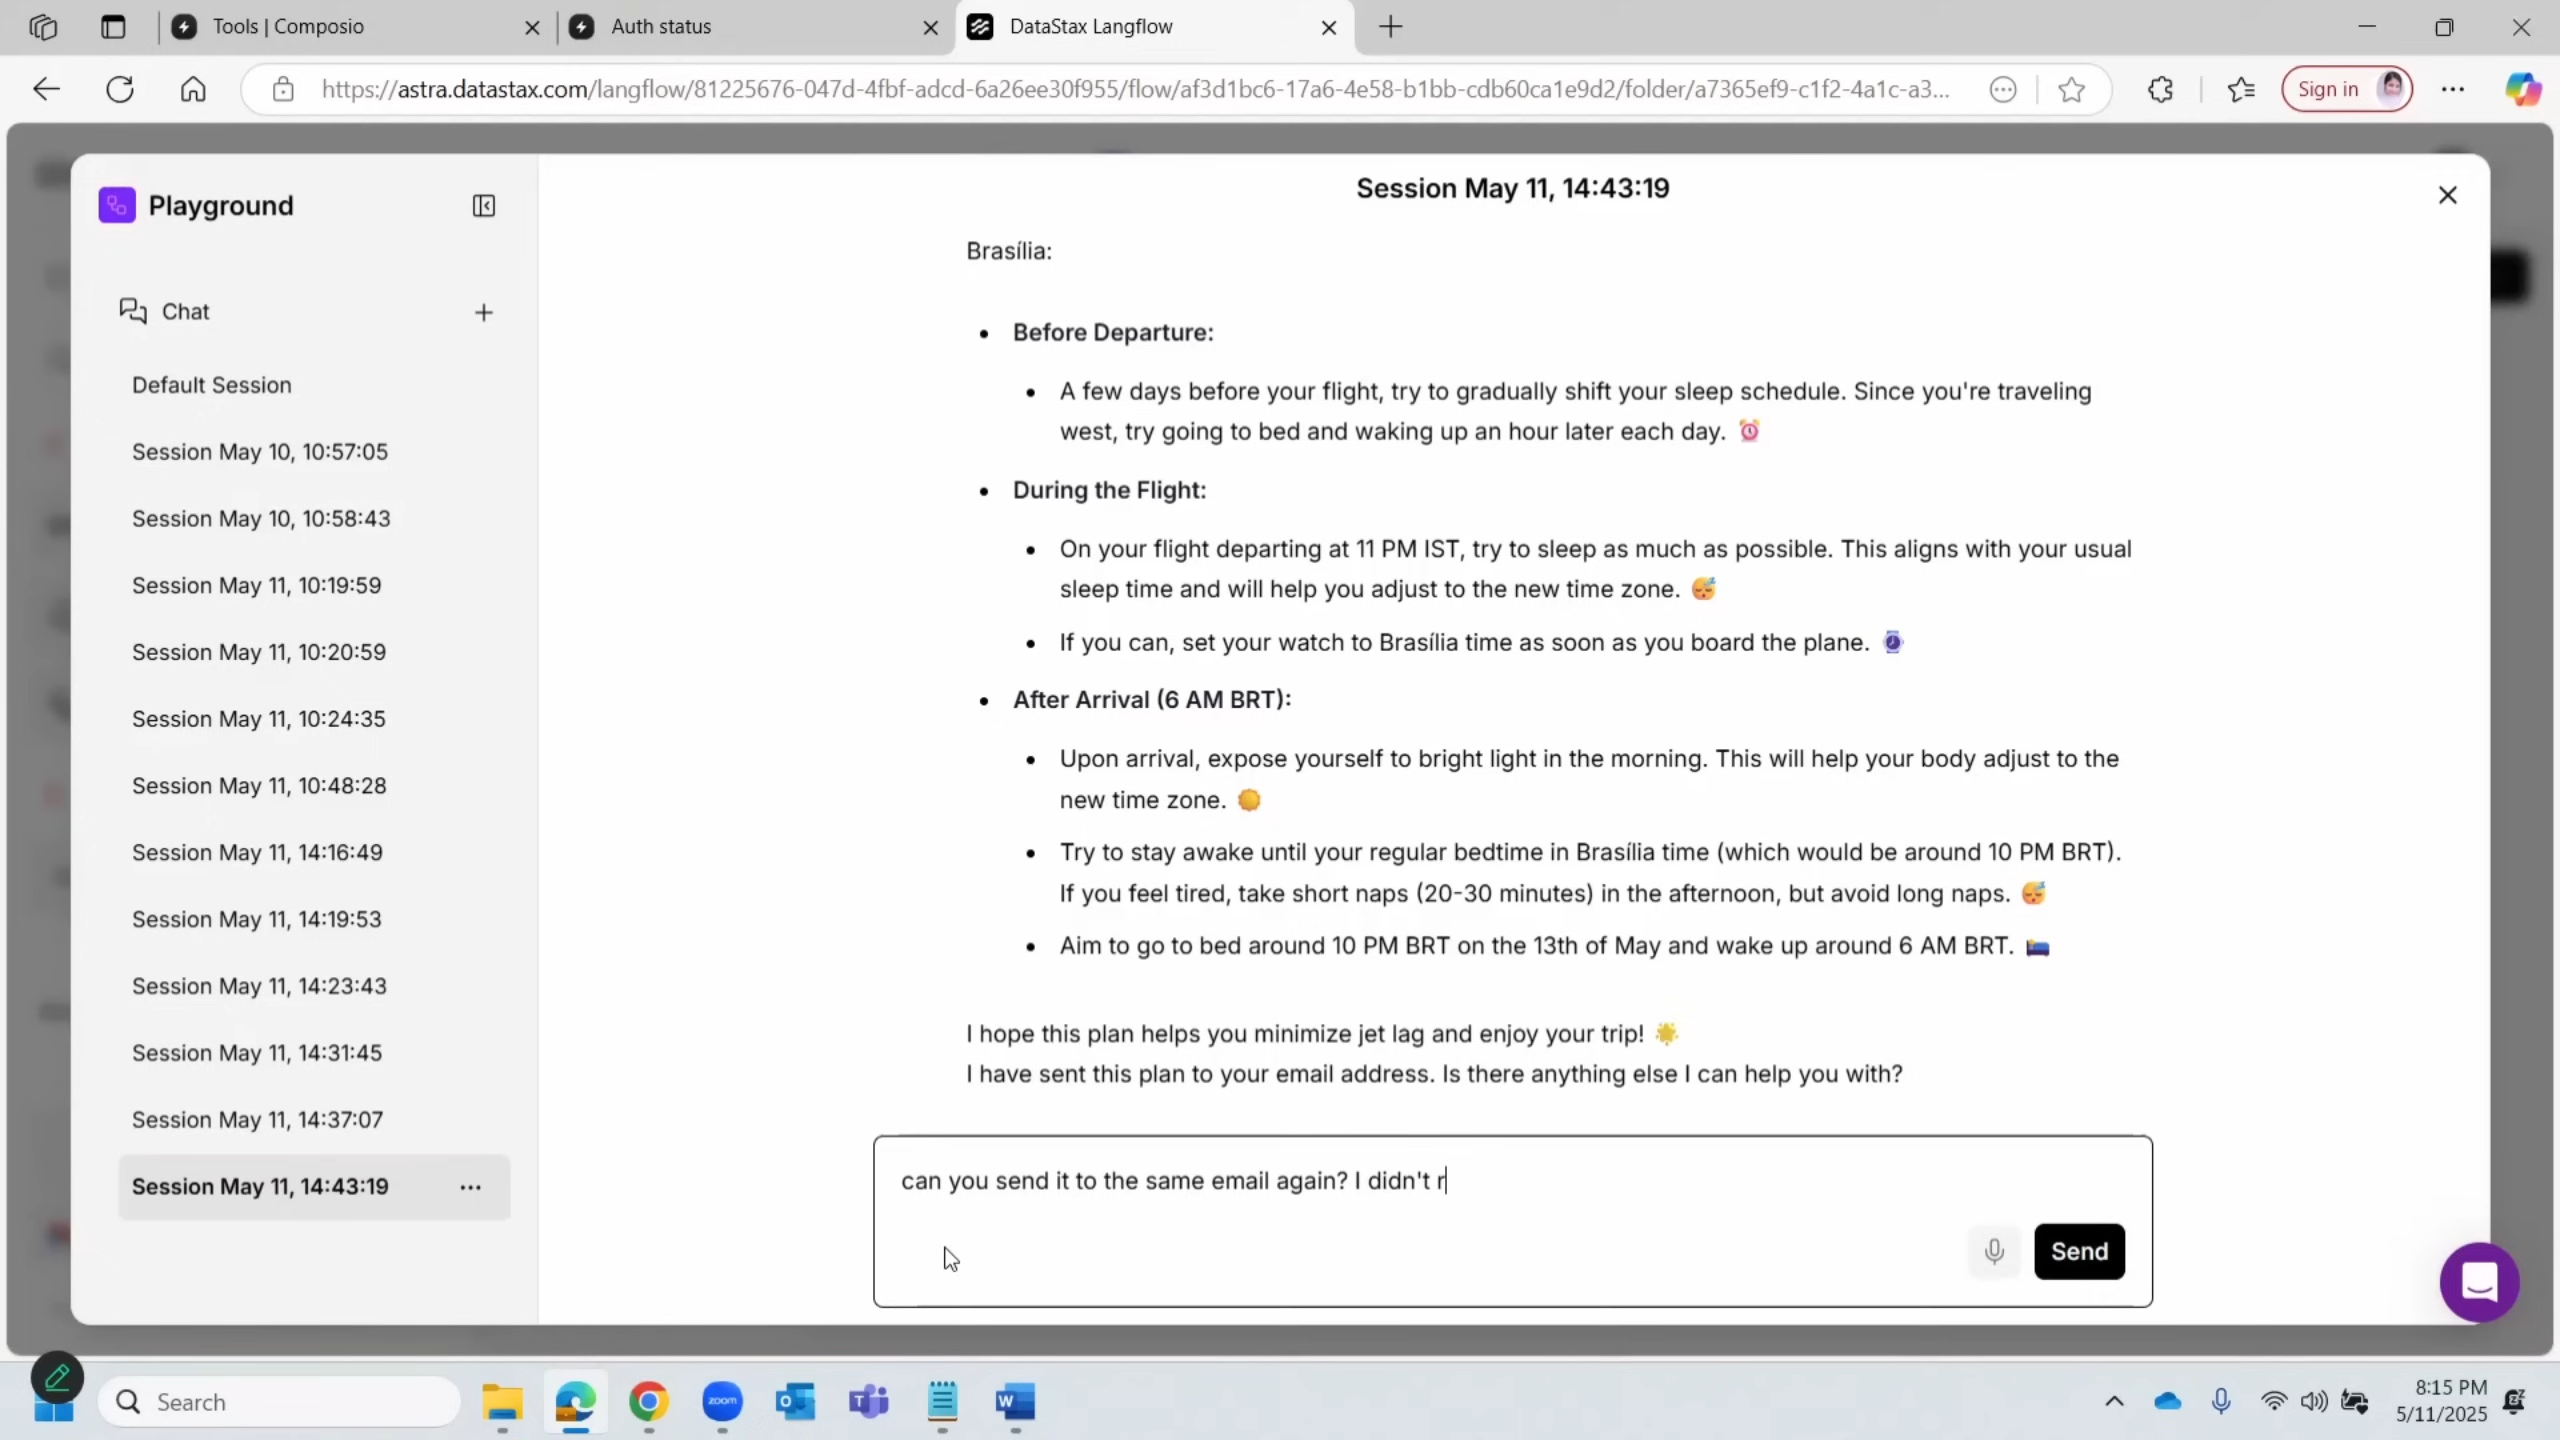 Tools | Composio
Auth status
DataStax Langflow
https://astra.datastax.com/langflow/81225676-047d-4fbf-adcd-6a26ee30f955/flow/af3d1bc6-17a6-4e58-b1bb-cdb60ca1e9d2/folder/a7365ef9-c1f2-4a1c-a3...
Sign in
Playground
Chat
Default Session
Session May 10, 10:57:05
Session May 10, 10:58:43
Session May 11, 10:19:59
Session May 11, 10:20:59
Session May 11, 10:24:35
Session May 11, 10:48:28
Session May 11, 14:16:49
Session May 11, 14:19:53
Session May 11, 14:23:43
Session May 11, 14:31:45
Session May 11, 14:37:07
Session May 11, 14:43:19
Session May 11, 14:43:19
Brasília:
• Before Departure:
• A few days before your flight, try to gradually shift your sleep schedule. Since you're traveling
west, try going to bed and waking up an hour later each day. ⏰
• During the Flight:
• On your flight departing at 11 PM IST, try to sleep as much as possible. This aligns with your usual
sleep time and will help you adjust to the new time zone. 😴
• If you can, set your watch to Brasília time as soon as you board the plane. ⌚
• After Arrival (6 AM BRT):
• Upon arrival, expose yourself to bright light in the morning. This will help your body adjust to the
new time zone. ☀️
• Try to stay awake until your regular bedtime in Brasília time (which would be around 10 PM BRT).
If you feel tired, take short naps (20-30 minutes) in the afternoon, but avoid long naps. 😴
• Aim to go to bed around 10 PM BRT on the 13th of May and wake up around 6 AM BRT. 🛌
I hope this plan helps you minimize jet lag and enjoy your trip! 🌟
I have sent this plan to your email address. Is there anything else I can help you with?
can you send it to the same email again? I didn't r
Send
Search
zoom
8:15 PM
5/11/2025